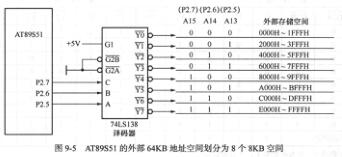 (P2.7) (P2.6) (P2.5)
A15 A14 A13 外部存储空间
AT89S51
+5V G1
G2B
G2A
P2.7 C
P2.6 B
P2.5 A
Y0 0 0 0 0000H~1FFFH
Y1 0 0 1 2000H~3FFFH
Y2 0 1 0 4000H~5FFFH
Y3 0 1 1 6000H~7FFFH
Y4 1 0 0 8000H~9FFFH
Y5 1 0 1 A000H~BFFFH
Y6 1 1 0 C000H~DFFFH
Y7 1 1 1 E000H~FFFFH
74LS138
译码器
图 9-5 AT89S51 的外部 64KB 地址空间划分为 8 个 8KB 空间